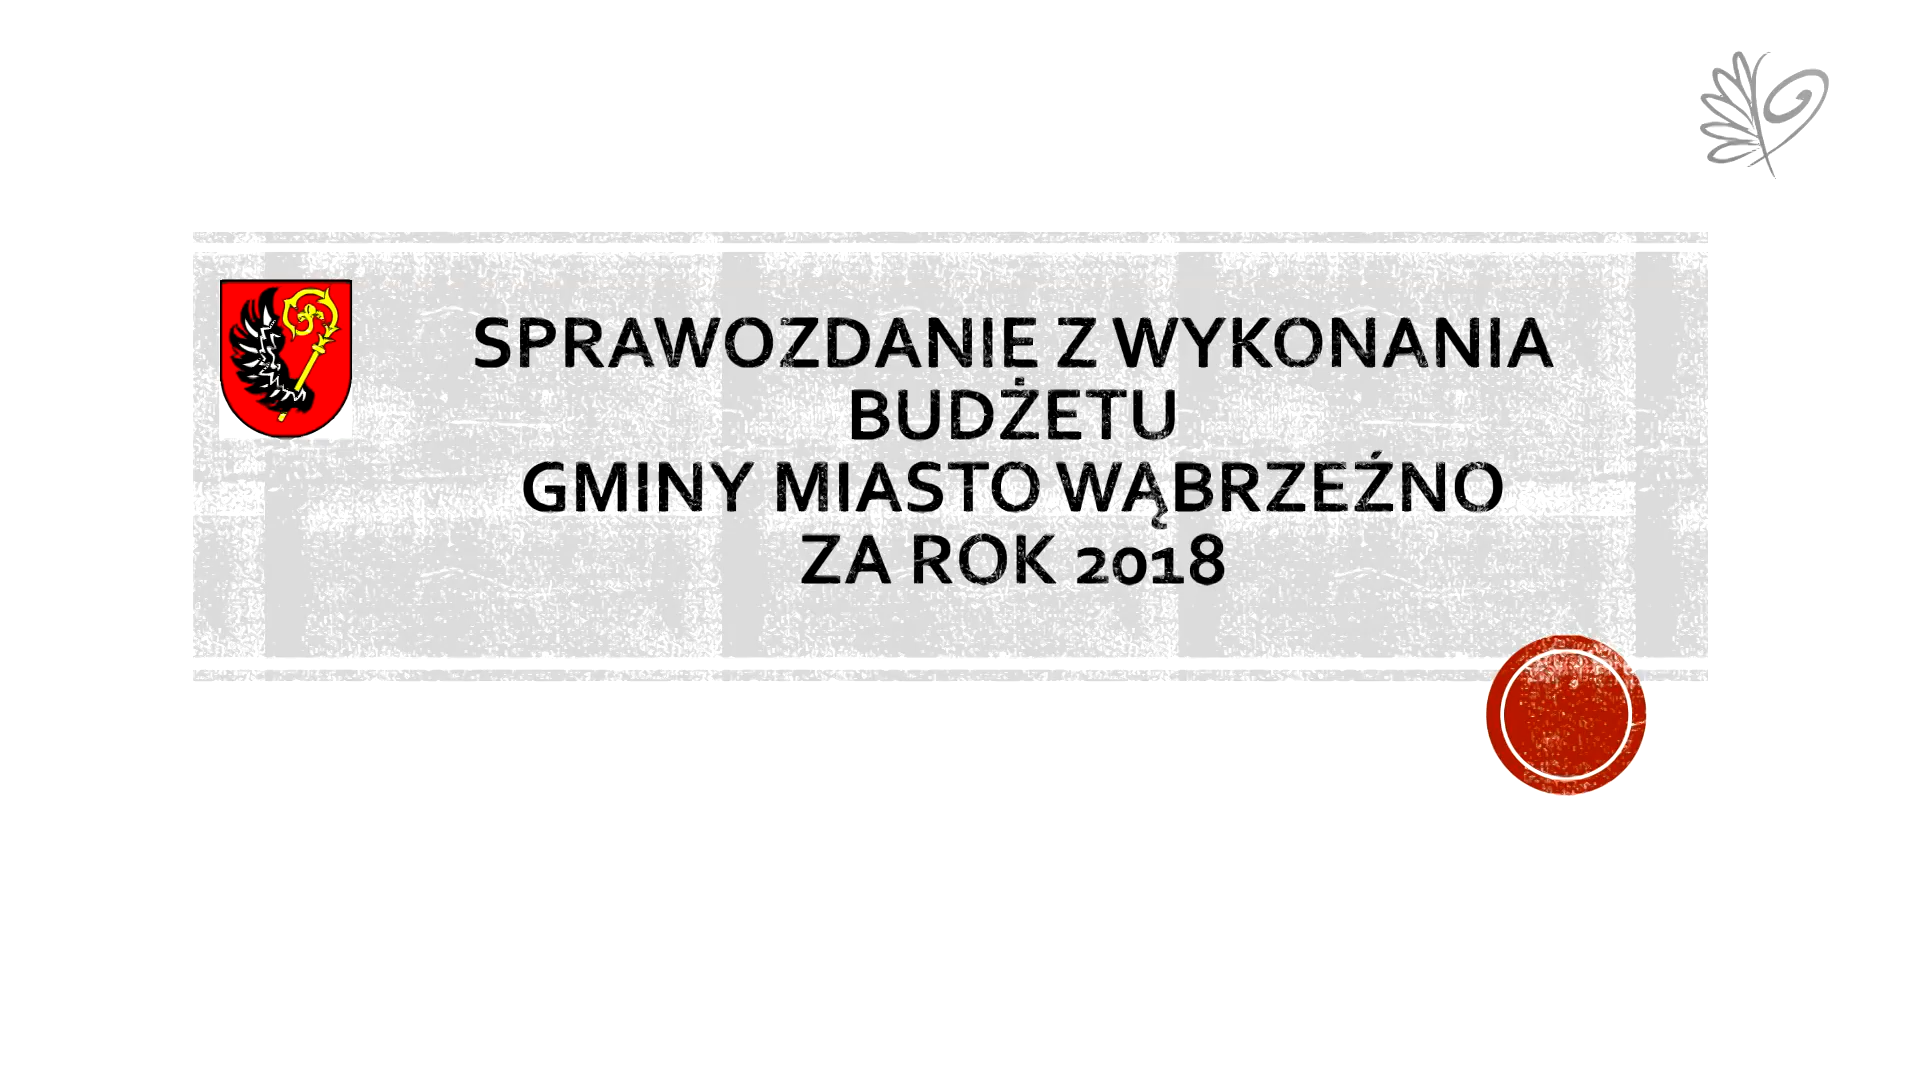 SPRAWOZDANIE Z WYKONANIA
BUDŻETU
GMINY MIASTO WĄBRZEŹNO
ZA ROK 2018